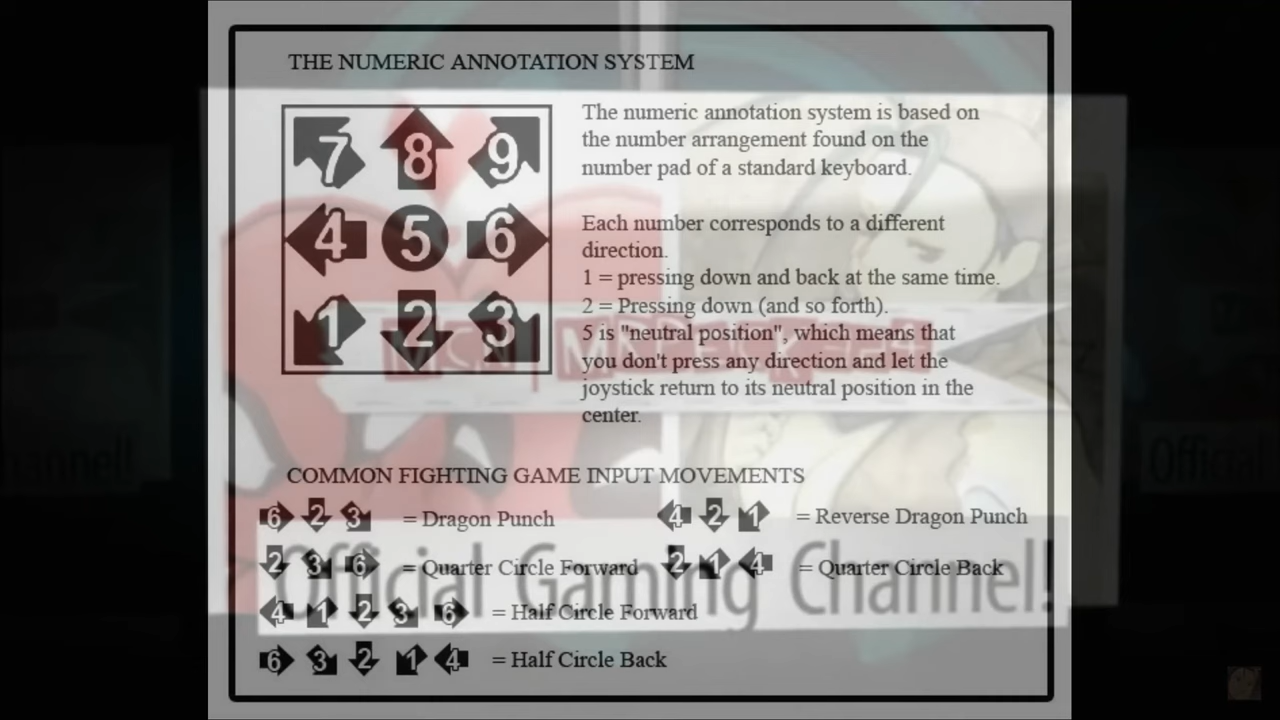 THE NUMERIC ANNOTATION SYSTEM
7 8 9
4 5 6
1 2 3
The numeric annotation system is based on
the number arrangement found on the
number pad of a standard keyboard.
Each number corresponds to a different
direction.
1 = pressing down and back at the same time.
2 = Pressing down (and so forth).
5 is "neutral position", which means that
you don't press any direction and let the
joystick return to its neutral position in the
center.
COMMON FIGHTING GAME INPUT MOVEMENTS
6 2 3 = Dragon Punch
4 2 1 = Reverse Dragon Punch
2 3 6 = Quarter Circle Forward
2 1 4 = Quarter Circle Back
4 1 2 3 6 = Half Circle Forward
6 3 2 1 4 = Half Circle Back
Official Gaming Channel!
hannel!
Official